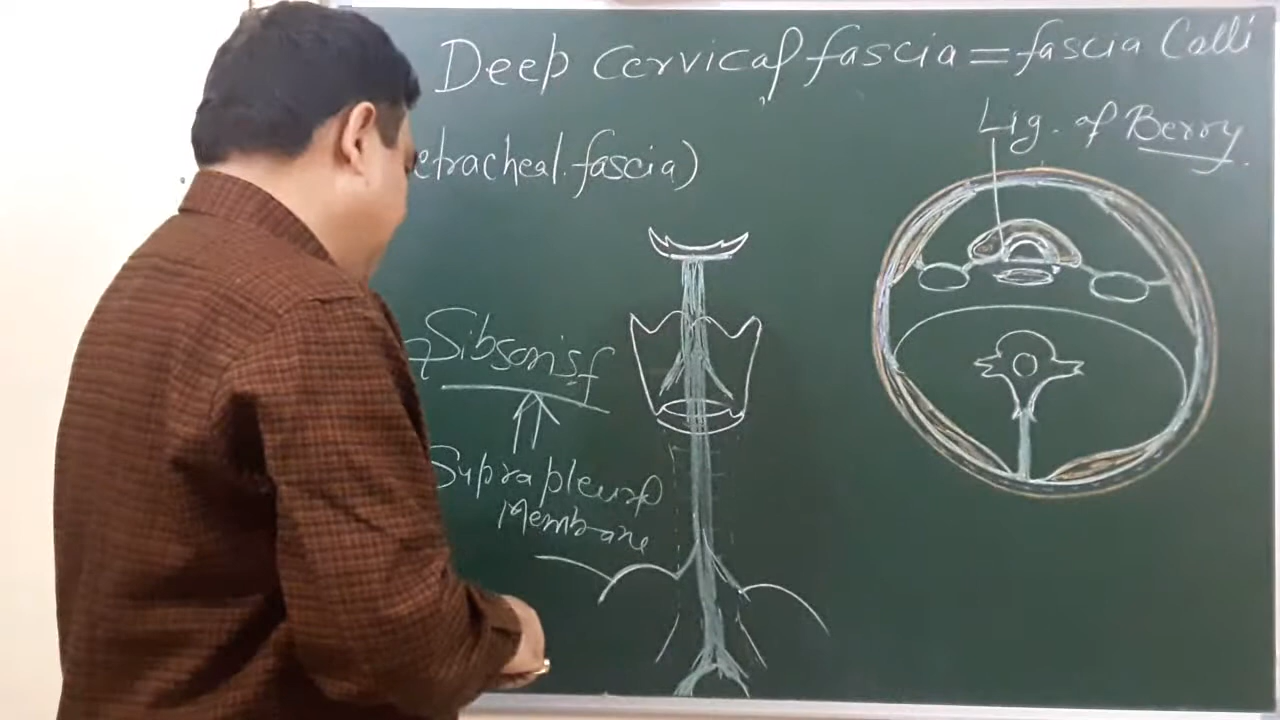 Deep Cervical fascia = fascia Colli
Lig. of Berry
etracheal fascia)
Sibson's f
Suprapleural
Membrane